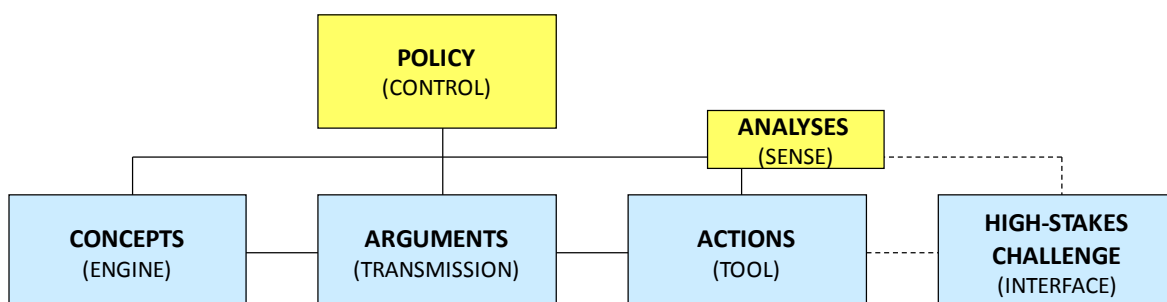 POLICY
(CONTROL)
ANALYSES
(SENSE)
CONCEPTS
(ENGINE)
ARGUMENTS
(TRANSMISSION)
ACTIONS
(TOOL)
HIGH-STAKES
CHALLENGE
(INTERFACE)